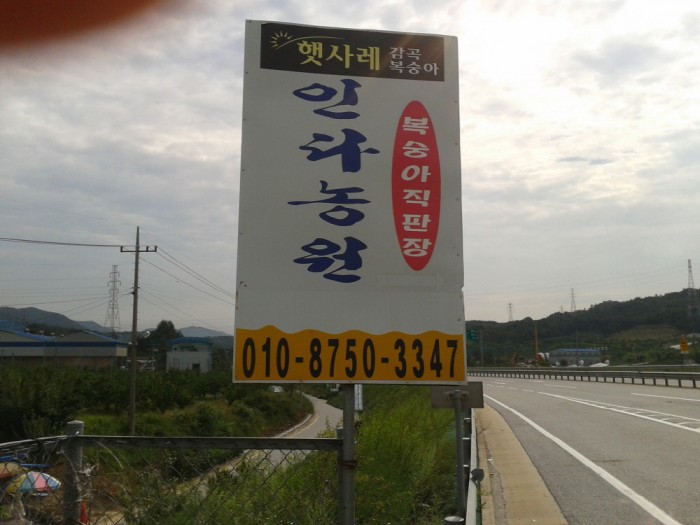 햇사레 감곡
복숭아
인다농원
복숭아직판장
010-8750-3347